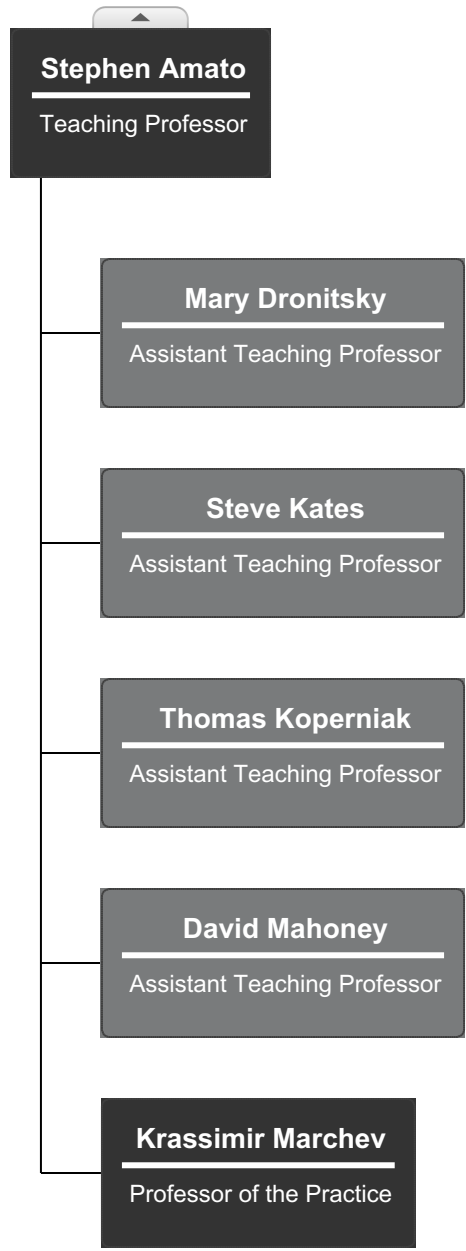 Stephen Amato
Teaching Professor
Mary Dronitsky
Assistant Teaching Professor
Steve Kates
Assistant Teaching Professor
Thomas Koperniak
Assistant Teaching Professor
David Mahoney
Assistant Teaching Professor
Krassimir Marchev
Professor of the Practice